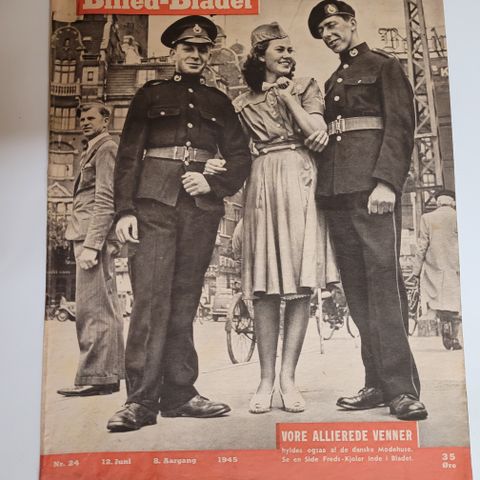 Billed-Bladet
VORE ALLIEREDE VENNER
hyldes ogsaa af de danske Modehuse.
Se en Side Freds-Kjoler inde i Bladet.
35
Øre
Nr. 24 12. Juni 8. Aargang 1945